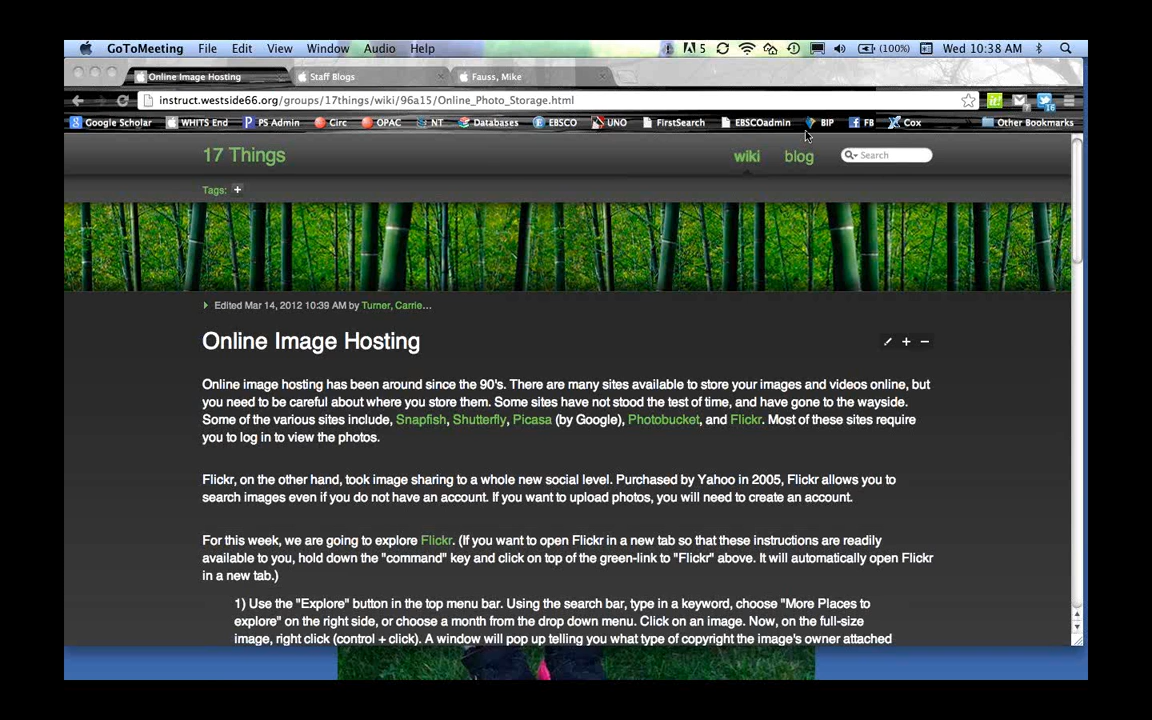 GoToMeeting File Edit View Window Audio Help 5 (100%) Wed 10:38 AM
Online Image Hosting Staff Blogs Fauss, Mike
instruct.westside66.org/groups/17things/wiki/96a15/Online_Photo_Storage.html
Google Scholar WHITS End PS Admin Circ OPAC NT Databases EBSCO UNO FirstSearch EBSCOadmin BIP FB Cox Other Bookmarks
17 Things wiki blog Search
Tags: +
Edited Mar 14, 2012 10:39 AM by Turner, Carrie...
Online Image Hosting
Online image hosting has been around since the 90's. There are many sites available to store your images and videos online, but
you need to be careful about where you store them. Some sites have not stood the test of time, and have gone to the wayside.
Some of the various sites include, Snapfish, Shutterfly, Picasa (by Google), Photobucket, and Flickr. Most of these sites require
you to log in to view the photos.
Flickr, on the other hand, took image sharing to a whole new social level. Purchased by Yahoo in 2005, Flickr allows you to
search images even if you do not have an account. If you want to upload photos, you will need to create an account.
For this week, we are going to explore Flickr. (If you want to open Flickr in a new tab so that these instructions are readily
available to you, hold down the "command" key and click on top of the green-link to "Flickr" above. It will automatically open Flickr
in a new tab.)
1) Use the "Explore" button in the top menu bar. Using the search bar, type in a keyword, choose "More Places to
explore" on the right side, or choose a month from the drop down menu. Click on an image. Now, on the full-size
image, right click (control + click). A window will pop up telling you what type of copyright the image's owner attached